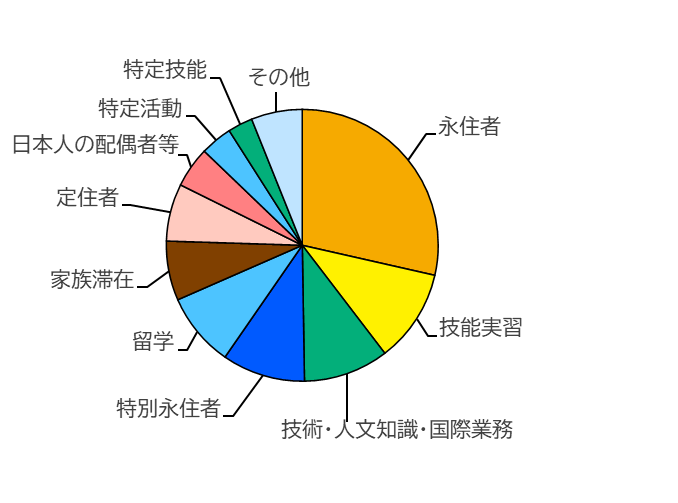 特定技能
その他
特定活動
永住者
日本人の配偶者等
定住者
家族滞在
技能実習
留学
特別永住者
技術・人文知識・国際業務